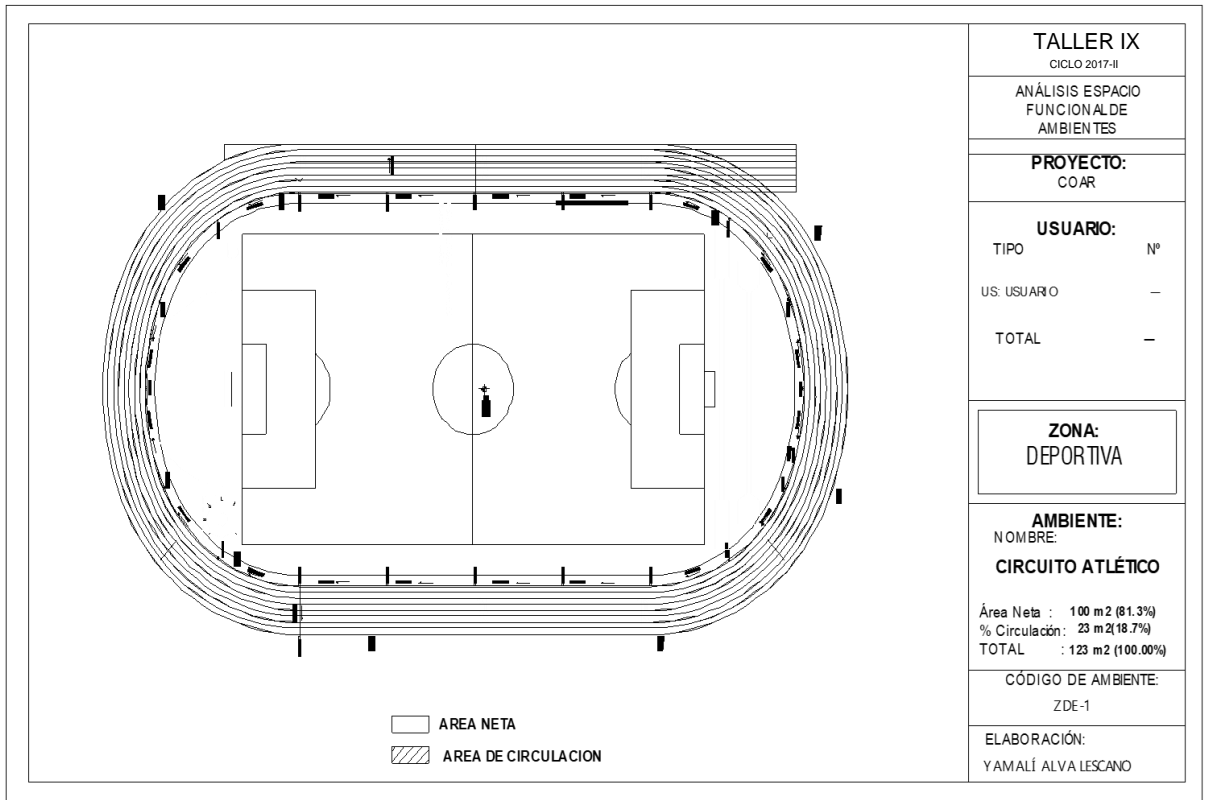 TALLER IX
CICLO 2017-II
ANÁLISIS ESPACIO
FUNCIONALDE
AMBIENTES
PROYECTO:
COAR
USUARIO:
TIPO Nº
US: USUARIO —
TOTAL —
ZONA:
DEPORTIVA
AMBIENTE:
NOMBRE:
CIRCUITO ATLÉTICO
Área Neta : 100 m2 (81.3%)
% Circulación: 23 m2(18.7%)
TOTAL : 123 m2 (100.00%)
CÓDIGO DE AMBIENTE:
ZDE-1
ELABORACIÓN:
YAMALÍ ALVA LESCANO
AREA NETA
AREA DE CIRCULACION